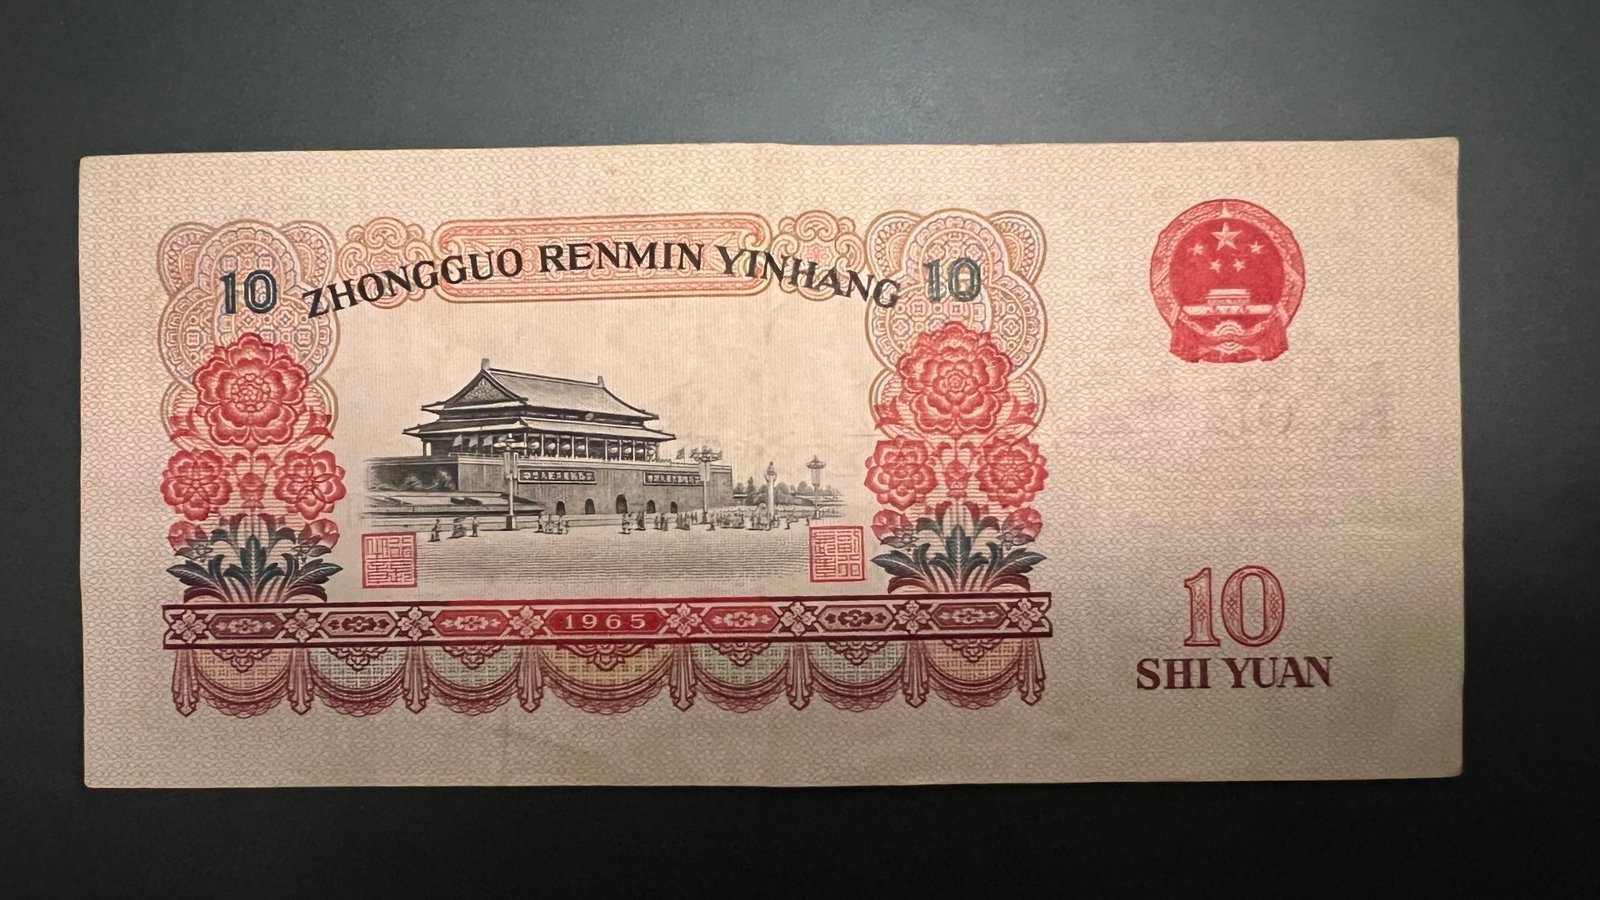 10 ZHONGGUO RENMIN YINHANG 10
1965
10
SHI YUAN